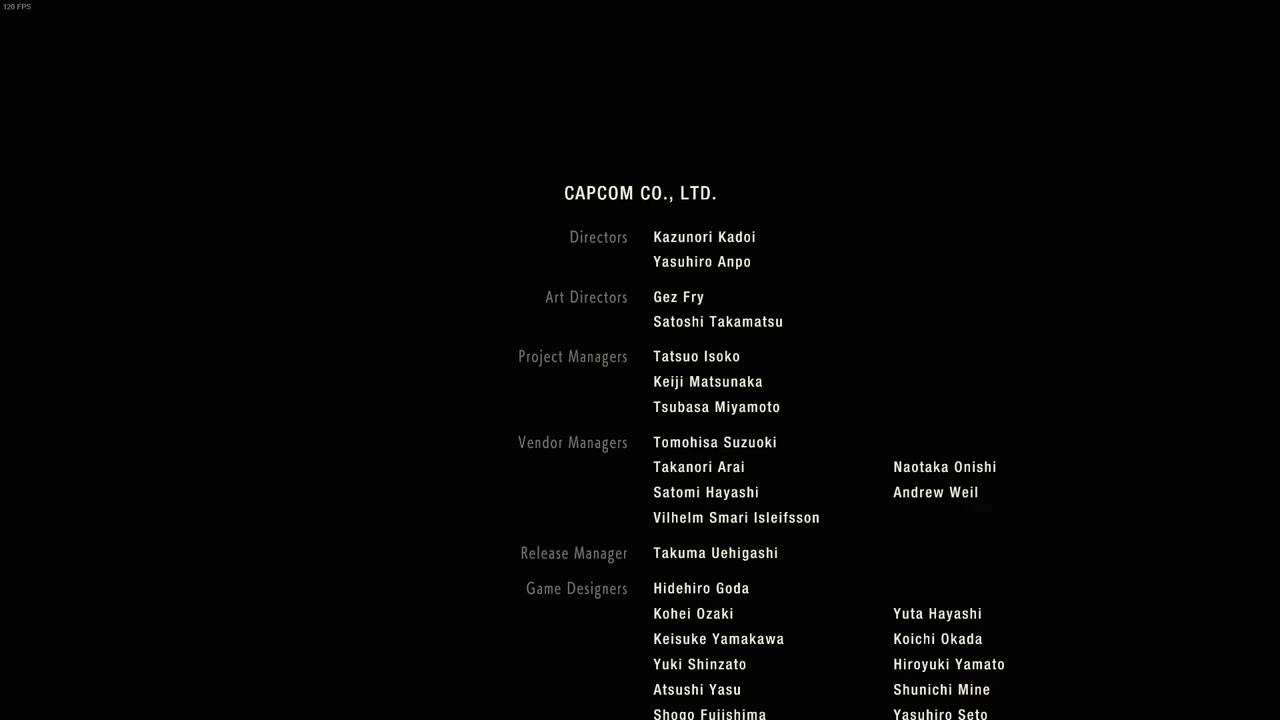 120 FPS
CAPCOM CO., LTD.
Directors Kazunori Kadoi
Yasuhiro Anpo
Art Directors Gez Fry
Satoshi Takamatsu
Project Managers Tatsuo Isoko
Keiji Matsunaka
Tsubasa Miyamoto
Vendor Managers Tomohisa Suzuoki
Takanori Arai Naotaka Onishi
Satomi Hayashi Andrew Weil
Vilhelm Smari Isleifsson
Release Manager Takuma Uehigashi
Game Designers Hidehiro Goda
Kohei Ozaki Yuta Hayashi
Keisuke Yamakawa Koichi Okada
Yuki Shinzato Hiroyuki Yamato
Atsushi Yasu Shunichi Mine
Shogo Fujishima Yasuhiro Seto